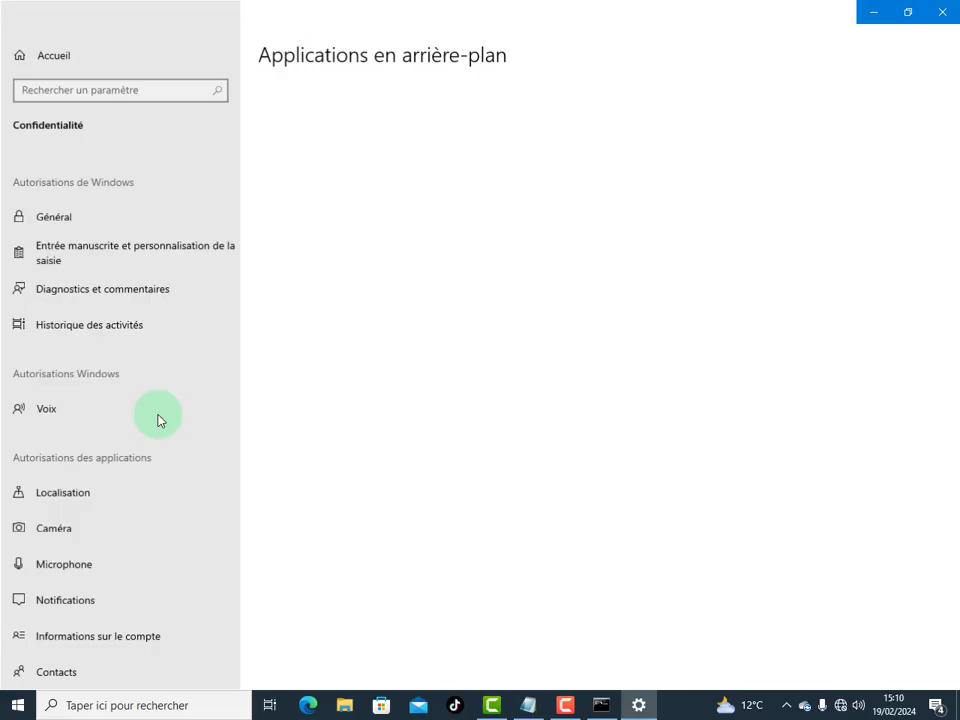 Accueil
Rechercher un paramètre
Confidentialité
Autorisations de Windows
Général
Entrée manuscrite et personnalisation de la
saisie
Diagnostics et commentaires
Historique des activités
Autorisations Windows
Voix
Autorisations des applications
Localisation
Caméra
Microphone
Notifications
Informations sur le compte
Contacts
Applications en arrière-plan
Taper ici pour rechercher
12°C
15:10
19/02/2024
4